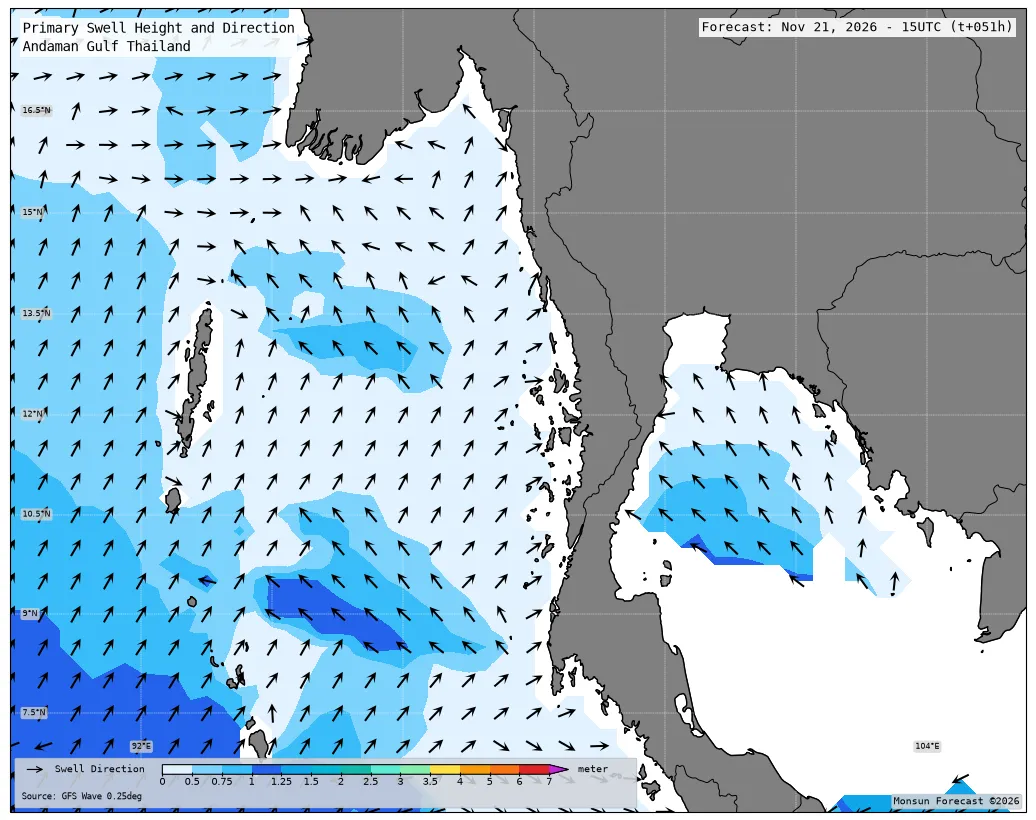 Primary Swell Height and Direction
Andaman Gulf Thailand
Forecast: Nov 21, 2026 - 15UTC (t+051h)
16.5°N
15°N
13.5°N
12°N
10.5°N
9°N
7.5°N
92°E
104°E
Swell Direction
0 0.5 0.75 1 1.25 1.5 2 2.5 3 3.5 4 5 6 7
meter
Source: GFS Wave 0.25deg
Monsun Forecast ©2026